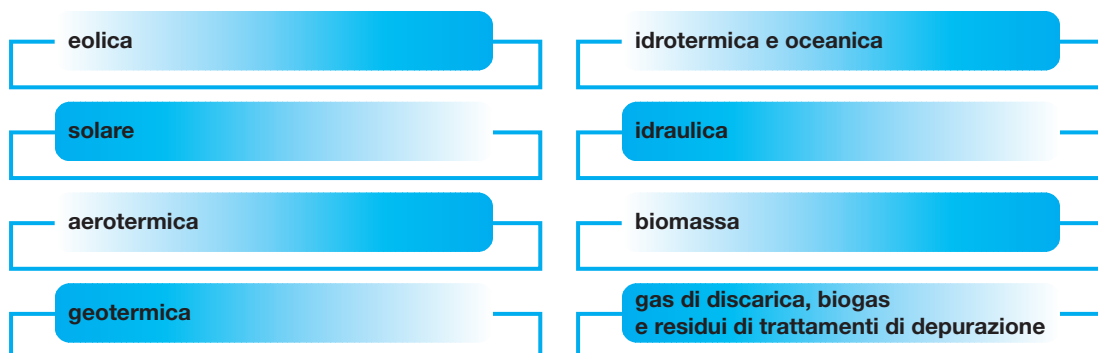 eolica
solare
aerotermica
geotermica
idrotermica e oceanica
idraulica
biomassa
gas di discarica, biogas
e residui di trattamenti di depurazione